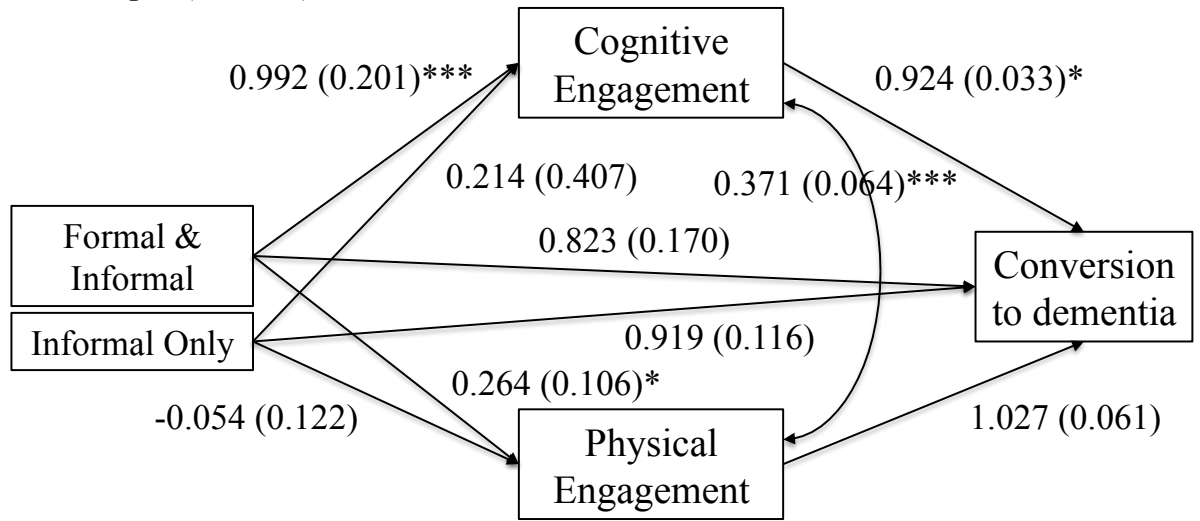 Cognitive
Engagement
0.992 (0.201)***
0.924 (0.033)*
0.214 (0.407)
0.371 (0.064)***
Formal &
Informal
0.823 (0.170)
Conversion
to dementia
Informal Only
0.919 (0.116)
0.264 (0.106)*
-0.054 (0.122)
1.027 (0.061)
Physical
Engagement